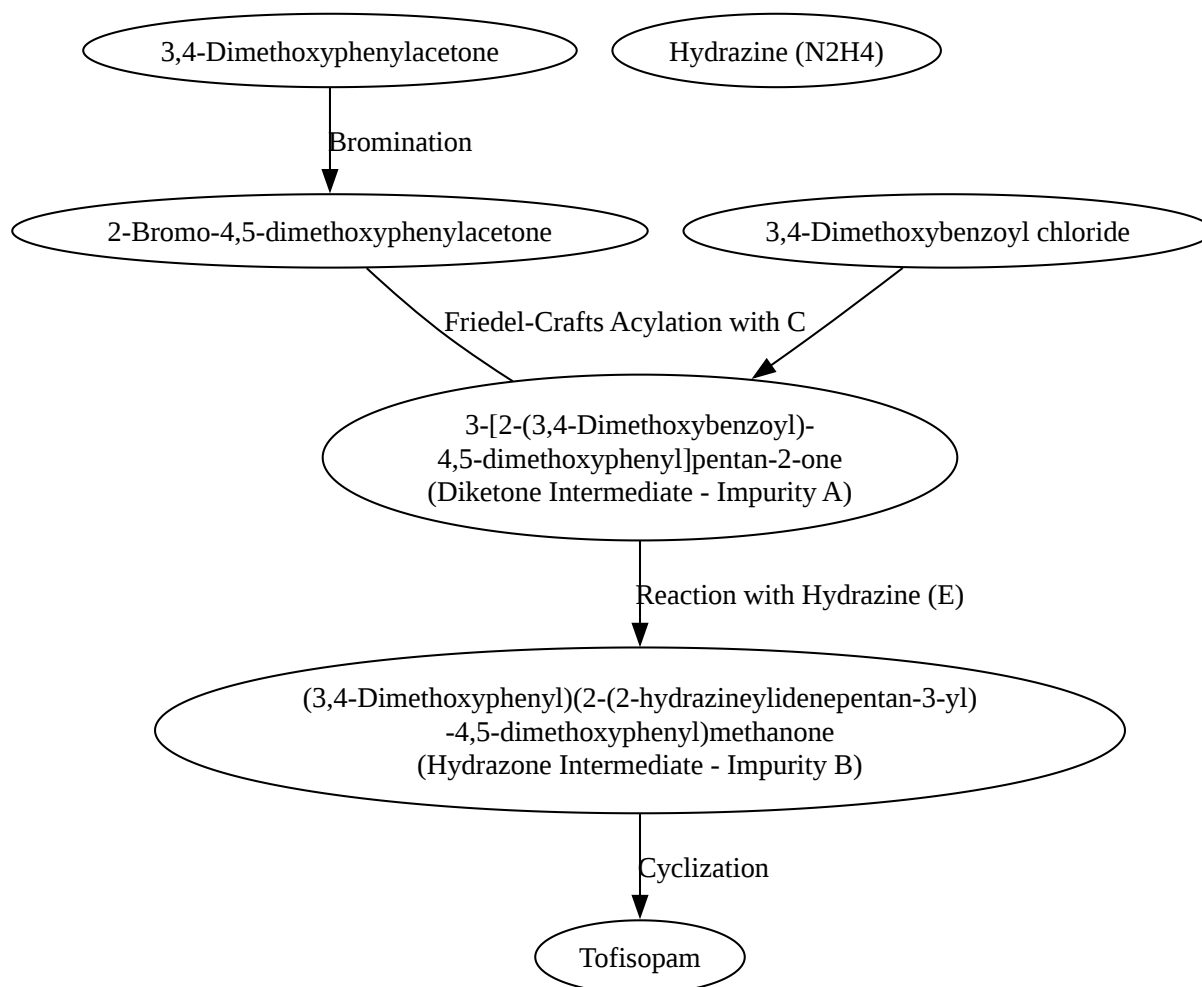 3,4-Dimethoxyphenylacetone
Hydrazine (N2H4)
Bromination
2-Bromo-4,5-dimethoxyphenylacetone
3,4-Dimethoxybenzoyl chloride
Friedel-Crafts Acylation with C
3-[2-(3,4-Dimethoxybenzoyl)-
4,5-dimethoxyphenyl]pentan-2-one
(Diketone Intermediate - Impurity A)
Reaction with Hydrazine (E)
(3,4-Dimethoxyphenyl)(2-(2-hydrazineylidenepentan-3-yl)
-4,5-dimethoxyphenyl)methanone
(Hydrazone Intermediate - Impurity B)
Cyclization
Tofisopam